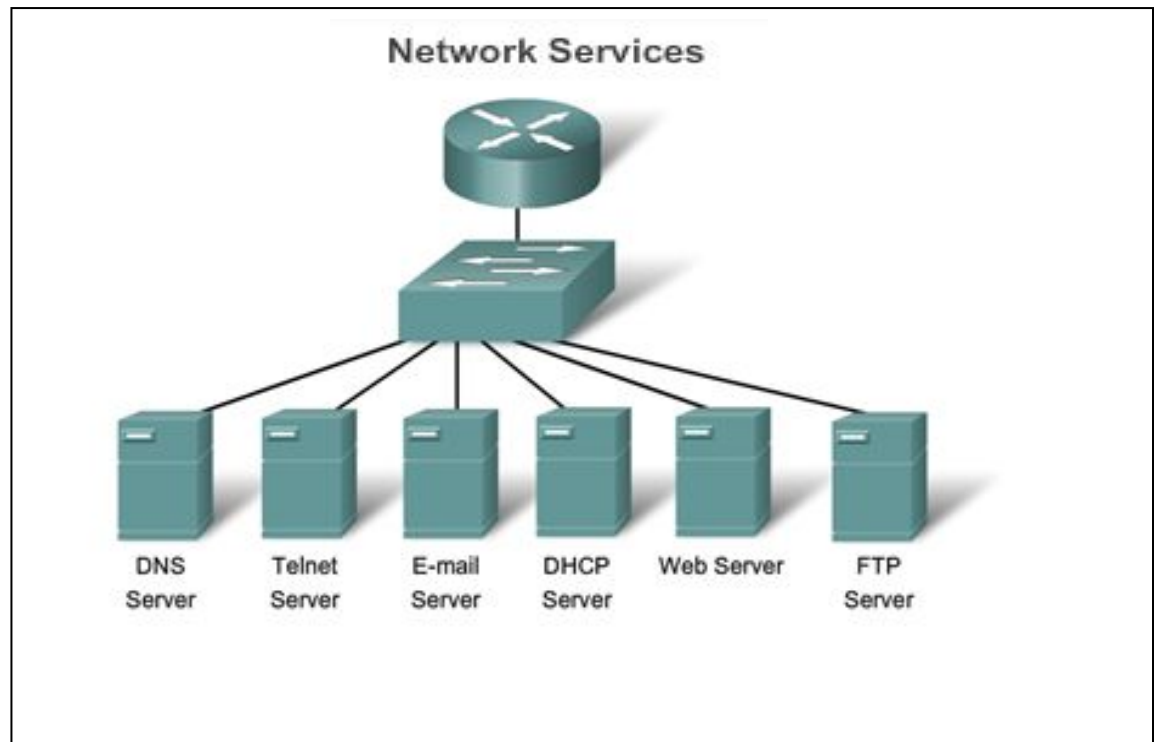 Network Services
DNS
Server
Telnet
Server
E-mail
Server
DHCP
Server
Web Server
FTP
Server